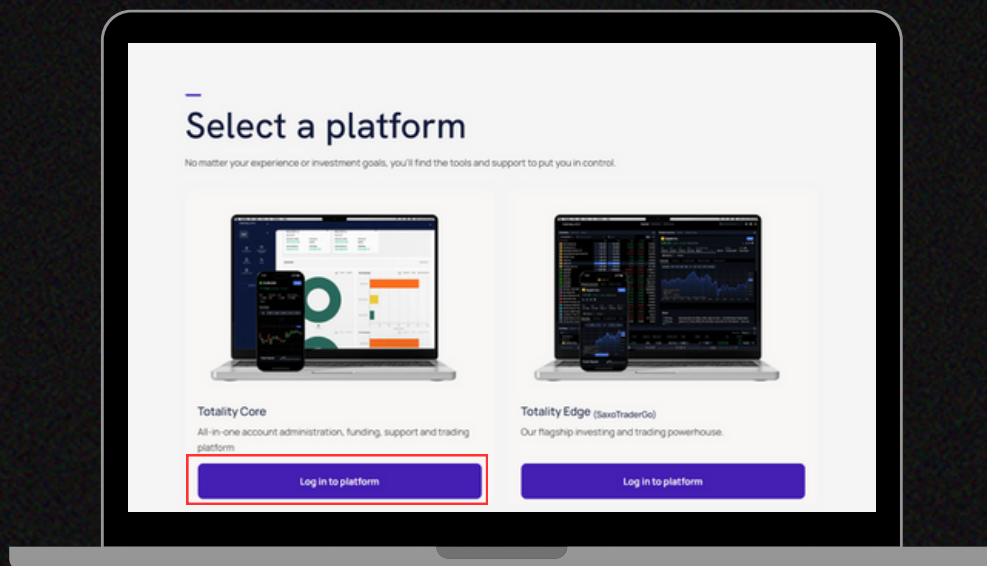 Select a platform
No matter your experience or investment goals, you'll find the tools and support to put you in control.
Totality Core
All-in-one account administration, funding, support and trading
platform
Log in to platform
Totality Edge (SaxoTraderGo)
Our flagship investing and trading powerhouse.
Log in to platform